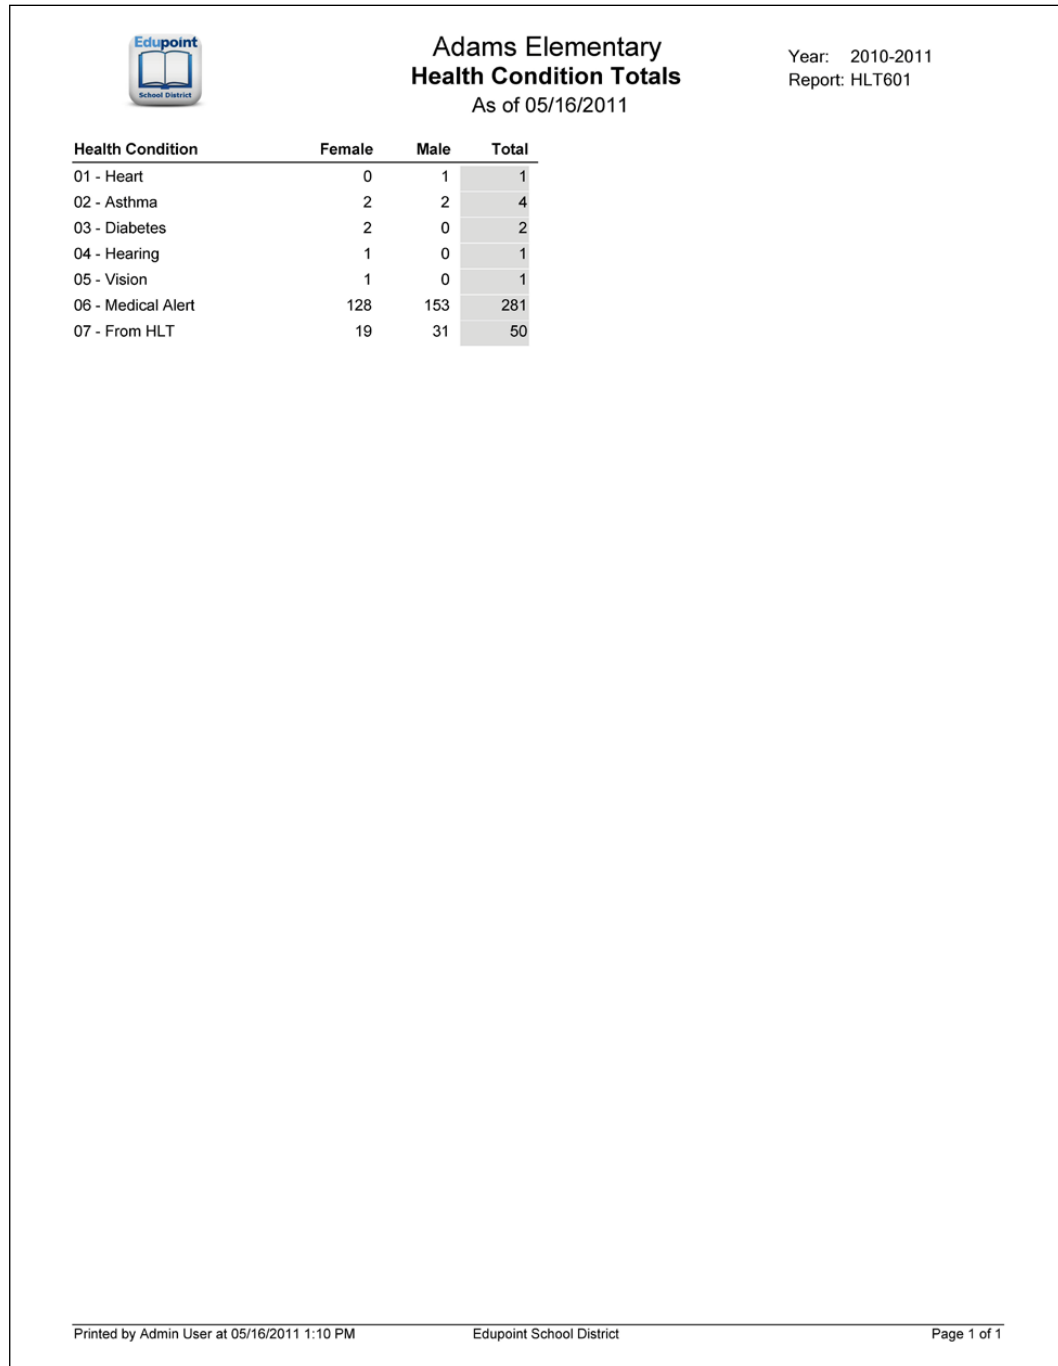 Edupoint
School District
Adams Elementary
Health Condition Totals
As of 05/16/2011
Year: 2010-2011
Report: HLT601
Health Condition Female Male Total
01 - Heart 0 1 1
02 - Asthma 2 2 4
03 - Diabetes 2 0 2
04 - Hearing 1 0 1
05 - Vision 1 0 1
06 - Medical Alert 128 153 281
07 - From HLT 19 31 50
Printed by Admin User at 05/16/2011 1:10 PM Edupoint School District Page 1 of 1